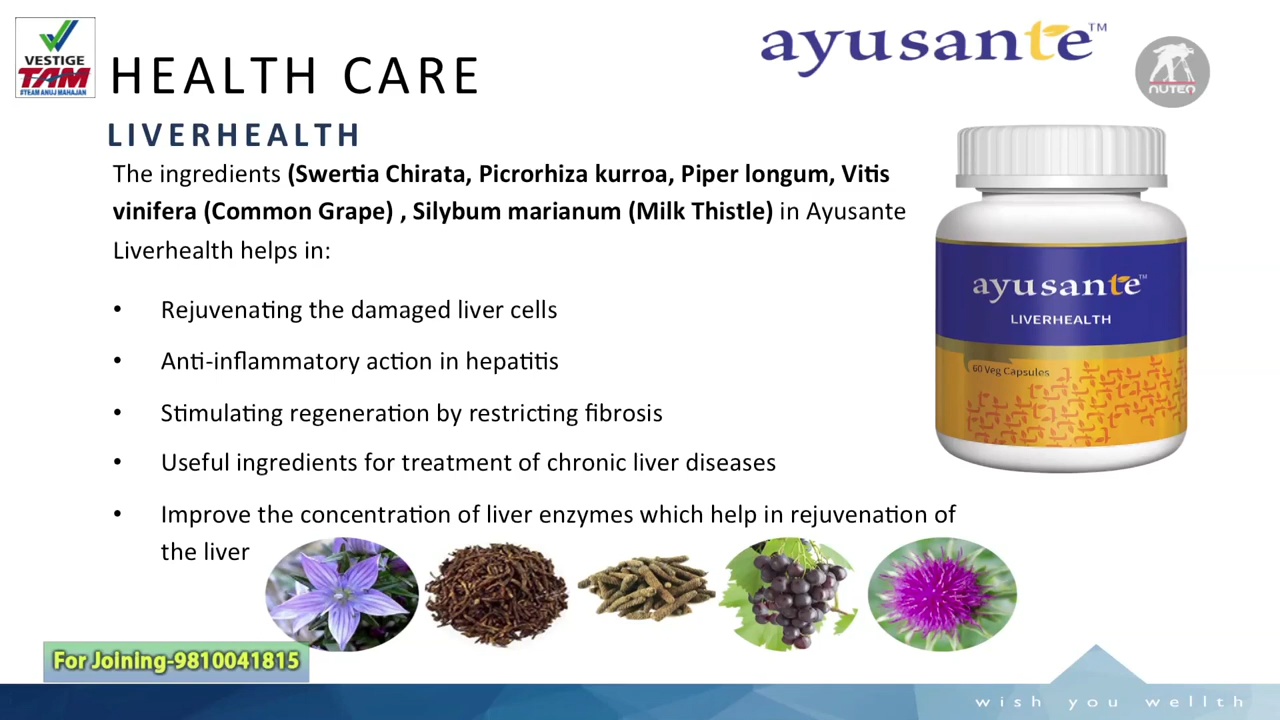 VESTIGE
TAM
STEAM ANUJ MAHAJAN
HEALTH CARE
ayusante™
NUTEQ
LIVERHEALTH
The ingredients (Swertia Chirata, Picrorhiza kurroa, Piper longum, Vitis
vinifera (Common Grape) , Silybum marianum (Milk Thistle) in Ayusante
Liverhealth helps in:
• Rejuvenating the damaged liver cells
• Anti-inflammatory action in hepatitis
• Stimulating regeneration by restricting fibrosis
• Useful ingredients for treatment of chronic liver diseases
• Improve the concentration of liver enzymes which help in rejuvenation of
the liver
ayusante™
LIVERHEALTH
60 Veg Capsules
For Joining-9810041815
wish you wellth